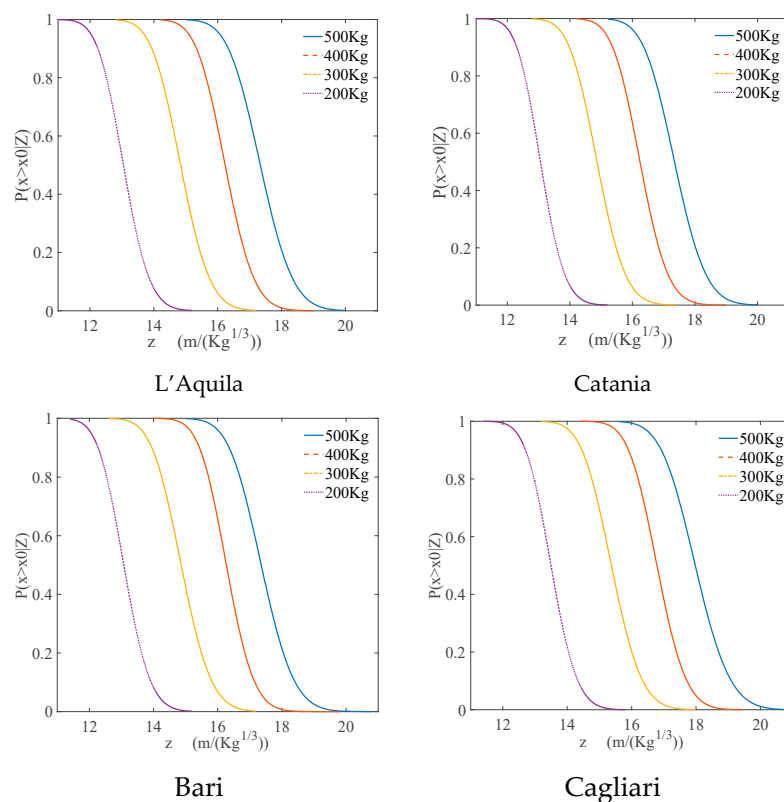 1
0.8
0.6
0.4
0.2
0
P(x>x0|Z)
500Kg
400Kg
300Kg
200Kg
12 14 16 18 20
z (m/(Kg^1/3))
L'Aquila
1
0.8
0.6
0.4
0.2
0
P(x>x0|Z)
500Kg
400Kg
300Kg
200Kg
12 14 16 18 20
z (m/(Kg^1/3))
Catania
1
0.8
0.6
0.4
0.2
0
P(x>x0|Z)
500Kg
400Kg
300Kg
200Kg
12 14 16 18 20
z (m/(Kg^1/3))
Bari
1
0.8
0.6
0.4
0.2
0
P(x>x0|Z)
500Kg
400Kg
300Kg
200Kg
12 14 16 18 20
z (m/(Kg^1/3))
Cagliari